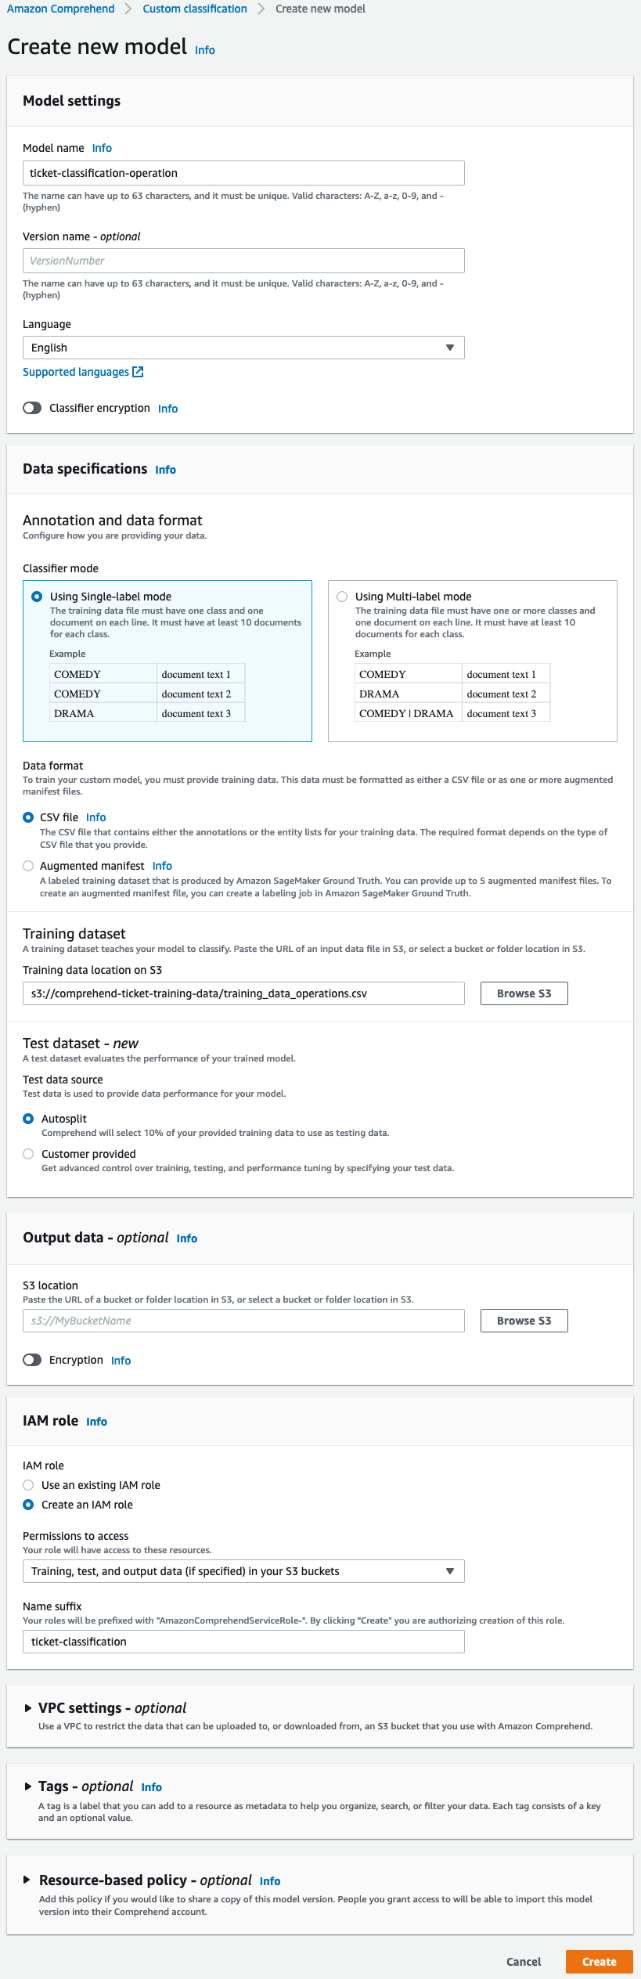 Amazon Comprehend > Custom classification > Create new model
Create new model Info
Model settings
Model name Info
ticket-classification-operation
The name can have up to 63 characters, and it must be unique. Valid characters: A-Z, a-z, 0-9, and -
(hyphen)
Version name - optional
VersionNumber
The name can have up to 63 characters, and it must be unique. Valid characters: A-Z, a-z, 0-9, and -
(hyphen)
Language
English
Supported languages
Classifier encryption Info
Data specifications Info
Annotation and data format
Configure how you are providing your data.
Classifier mode
Using Single-label mode
The training data file must have one class and one
document on each line. It must have at least 10 documents
for each class.
Example
COMEDY document text 1
COMEDY document text 2
DRAMA document text 3
Using Multi-label mode
The training data file must have one or more classes and
one document on each line. It must have at least 10
documents for each class.
Example
COMEDY document text 1
DRAMA document text 2
COMEDY | DRAMA document text 3
Data format
To train your custom model, you must provide training data. This data must be formatted as either a CSV file or as one or more augmented
manifest files.
CSV file Info
The CSV file that contains either the annotations or the entity lists for your training data. The required format depends on the type of
CSV file that you provide.
Augmented manifest Info
A labeled training dataset that is produced by Amazon SageMaker Ground Truth. You can provide up to 5 augmented manifest files. To
create an augmented manifest file, you can create a labeling job in Amazon SageMaker Ground Truth.
Training dataset
A training dataset teaches your model to classify. Paste the URL of an input data file in S3, or select a bucket or folder location in S3.
Training data location on S3
s3://comprehend-ticket-training-data/training_data_operations.csv Browse S3
Test dataset - new
A test dataset evaluates the performance of your trained model.
Test data source
Test data is used to provide data performance for your model.
Autosplit
Comprehend will select 10% of your provided training data to use as testing data.
Customer provided
Get advanced control over training, testing, and performance tuning by specifying your test data.
Output data - optional Info
S3 location
Paste the URL of a bucket or folder location in S3, or select a bucket or folder location in S3.
s3://MyBucketName Browse S3
Encryption Info
IAM role Info
IAM role
Use an existing IAM role
Create an IAM role
Permissions to access
Your role will have access to these resources.
Training, test, and output data (if specified) in your S3 buckets
Name suffix
Your roles will be prefixed with "AmazonComprehendServiceRole-". By clicking "Create" you are authorizing creation of this role.
ticket-classification
VPC settings - optional
Use a VPC to restrict the data that can be uploaded to, or downloaded from, an S3 bucket that you use with Amazon Comprehend.
Tags - optional Info
A tag is a label that you can add to a resource as metadata to help you organize, search, or filter your data. Each tag consists of a key
and an optional value.
Resource-based policy - optional Info
Add this policy if you would like to share a copy of this model version. People you grant access to will be able to import this model
version into their Comprehend account.
Cancel Create